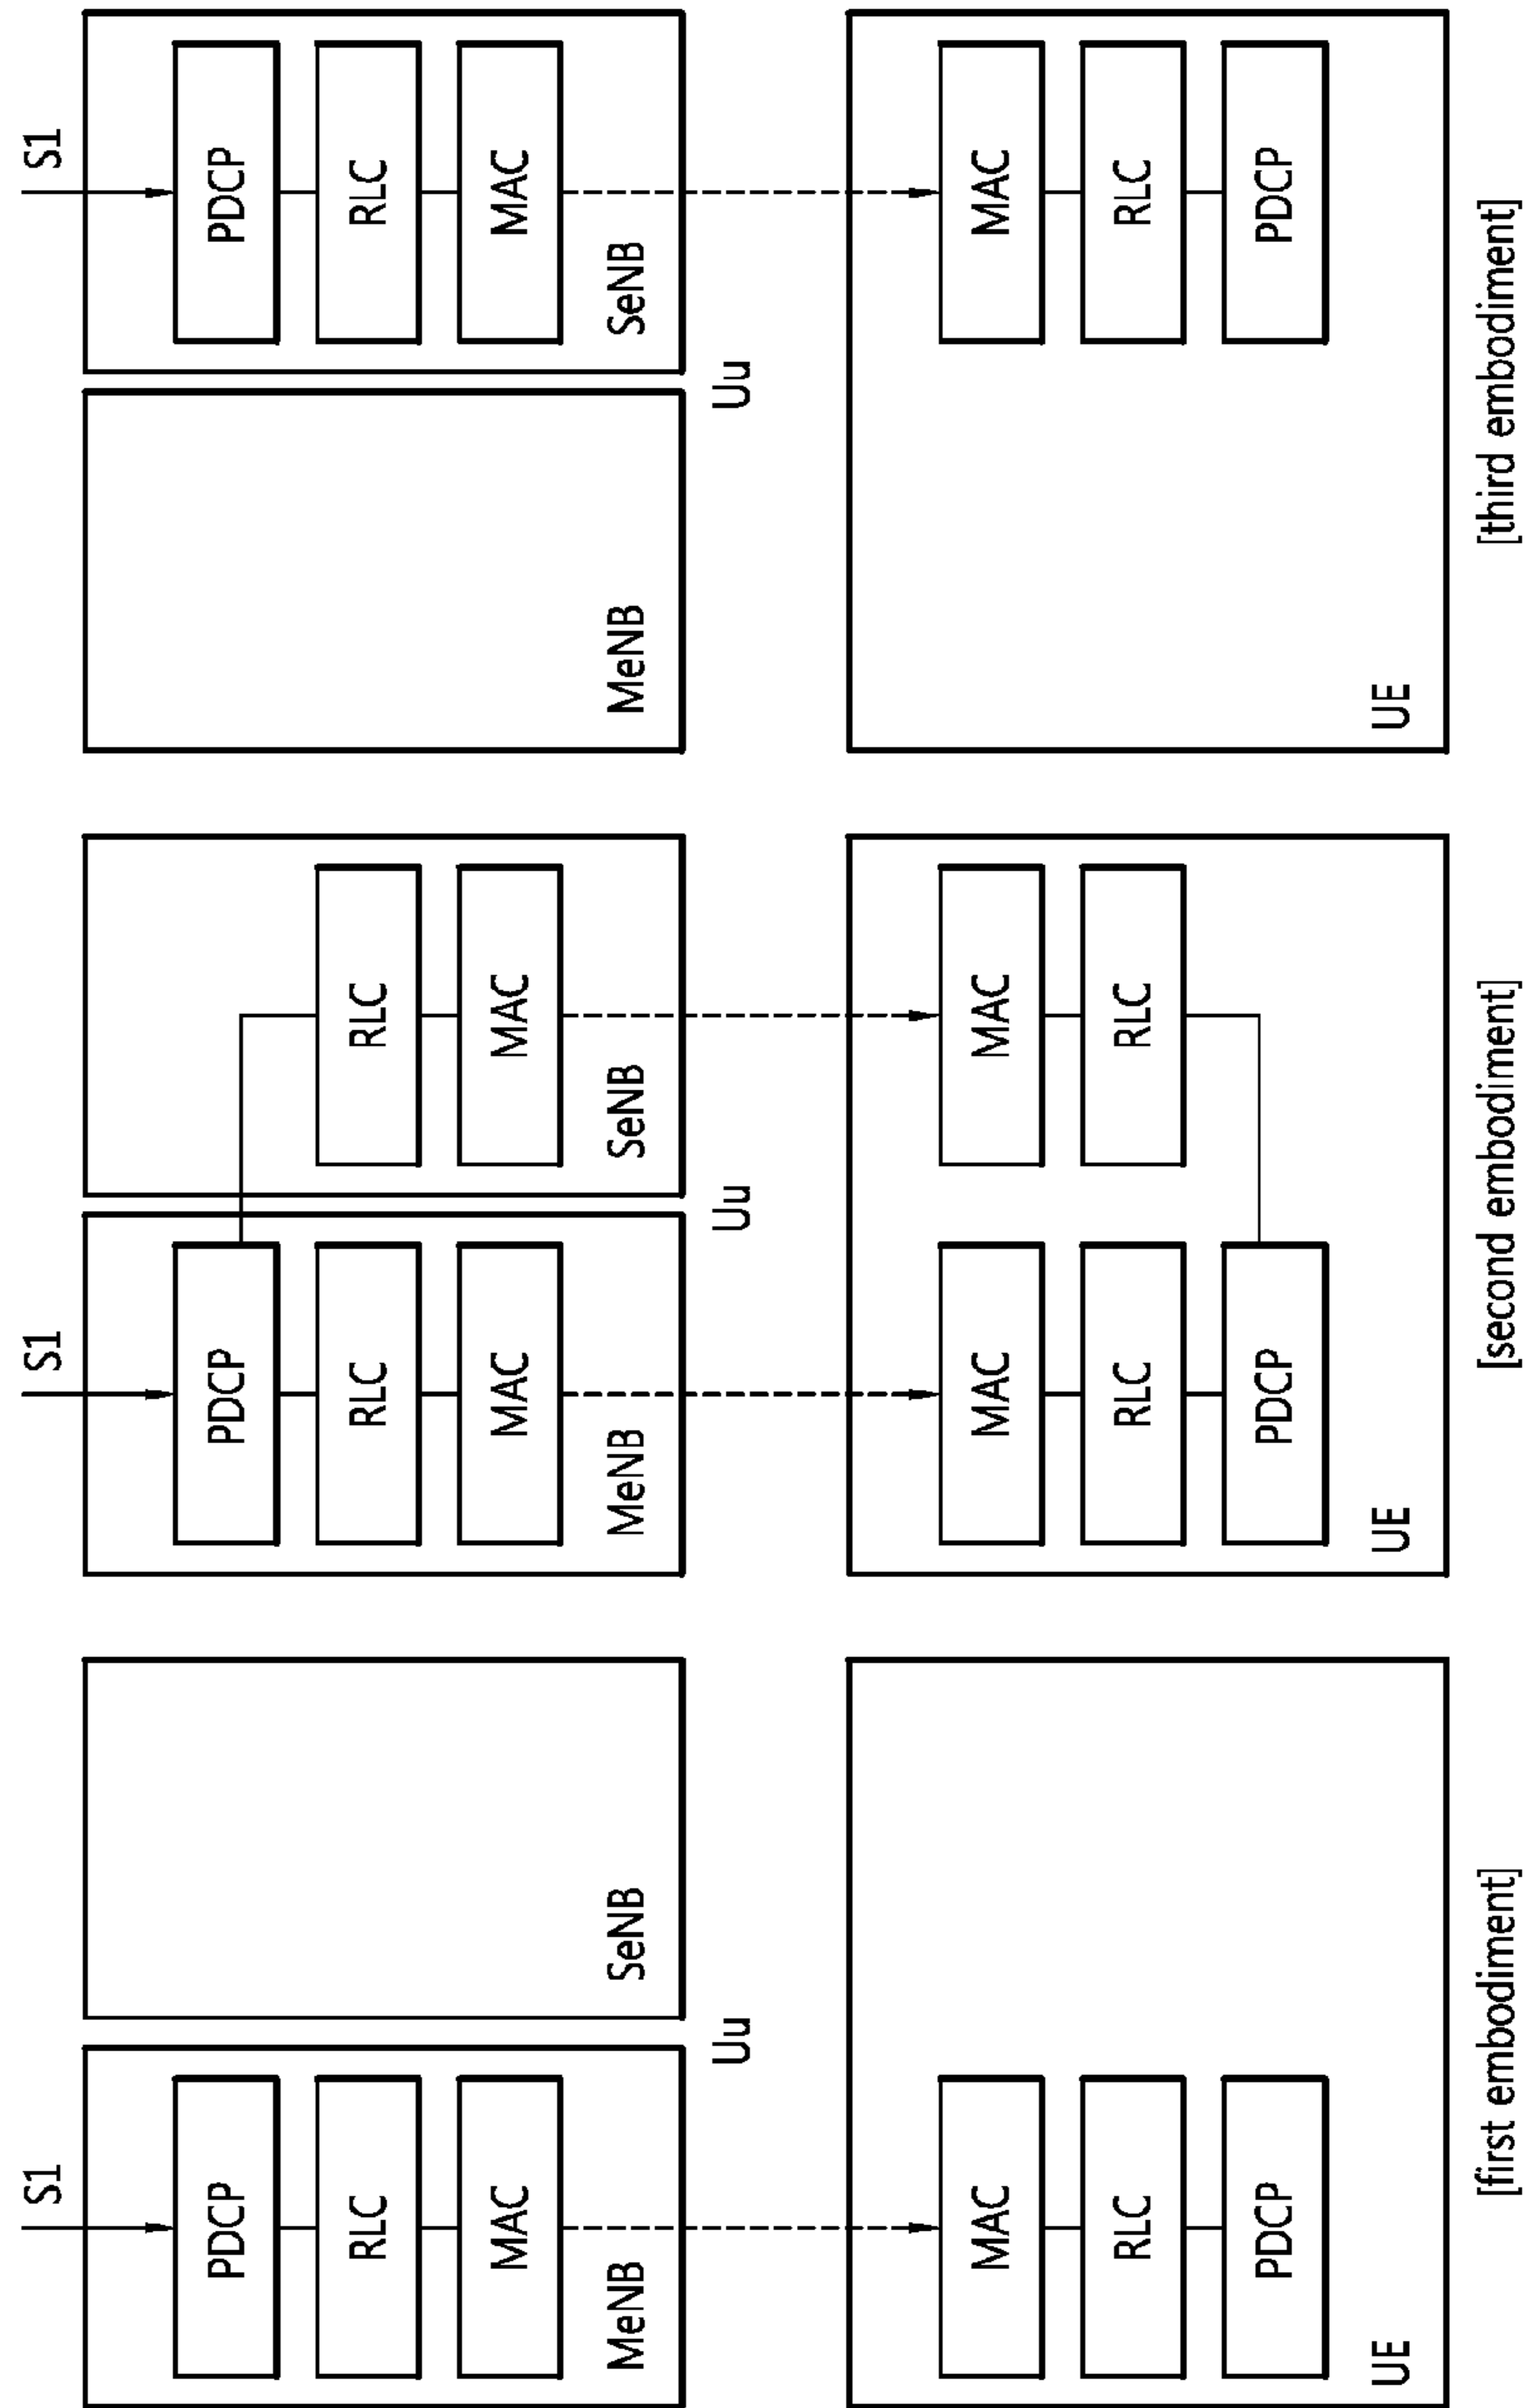 S1
PDCP
RLC
MAC
MeNB
SeNB
Uu
MAC
RLC
PDCP
UE
[first embodiment]
S1
PDCP
RLC
MAC
MeNB
RLC
MAC
SeNB
Uu
MAC
RLC
PDCP
MAC
RLC
UE
[second embodiment]
MeNB
S1
PDCP
RLC
MAC
SeNB
Uu
MAC
RLC
PDCP
UE
[third embodiment]